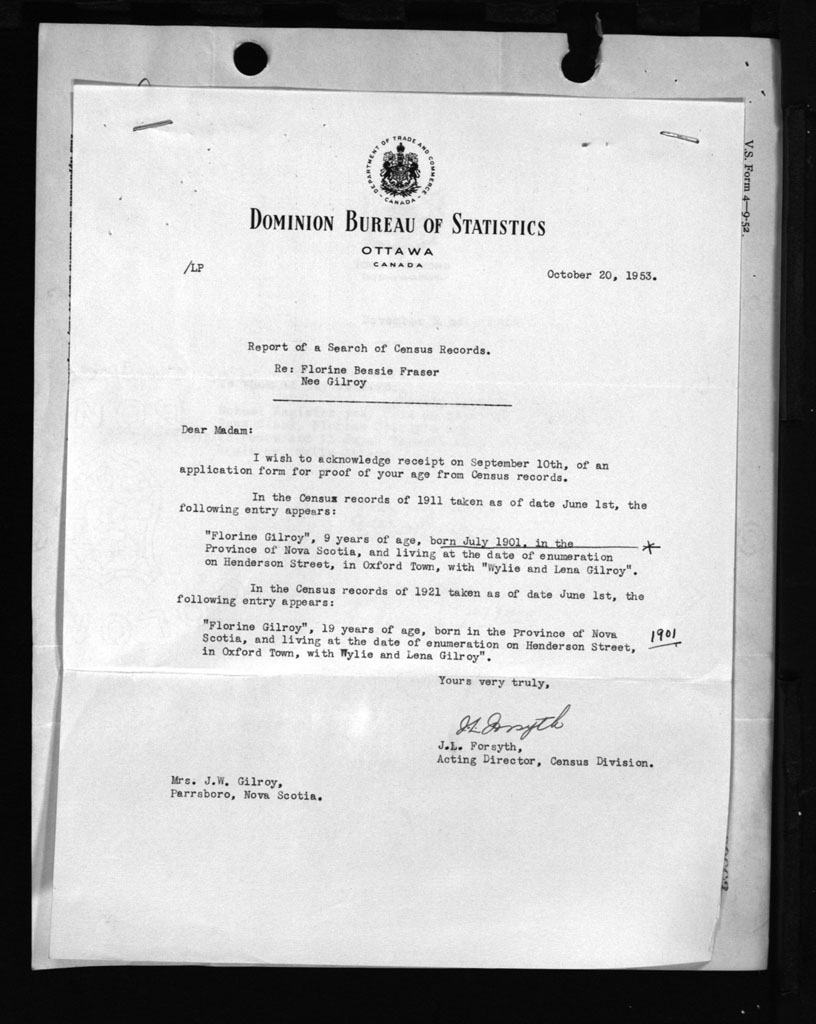 V.S. Form 4—9-52.
DEPARTMENT OF TRADE AND COMMERCE
CANADA
DOMINION BUREAU OF STATISTICS
OTTAWA
CANADA
/LP
October 20, 1953.
Report of a Search of Census Records.
Re: Florine Bessie Fraser
Nee Gilroy
Dear Madam:
I wish to acknowledge receipt on September 10th, of an
application form for proof of your age from Census records.
In the Census records of 1911 taken as of date June 1st, the
following entry appears:
"Florine Gilroy", 9 years of age, born July 1901, in the *
Province of Nova Scotia, and living at the date of enumeration
on Henderson Street, in Oxford Town, with "Wylie and Lena Gilroy".
In the Census records of 1921 taken as of date June 1st, the
following entry appears:
"Florine Gilroy", 19 years of age, born in the Province of Nova
Scotia, and living at the date of enumeration on Henderson Street, 1901
in Oxford Town, with Wylie and Lena Gilroy".
Yours very truly,
JL Forsyth
J.L. Forsyth,
Acting Director, Census Division.
Mrs. J.W. Gilroy,
Parrsboro, Nova Scotia.